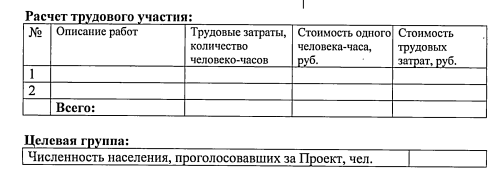 Расчет трудового участия:
№ Описание работ Трудовые затраты, Стоимость одного Стоимость
количество человека-часа, трудовых
человеко-часов руб. затрат, руб.
1
2
Всего:
Целевая группа:
Численность населения, проголосовавших за Проект, чел.